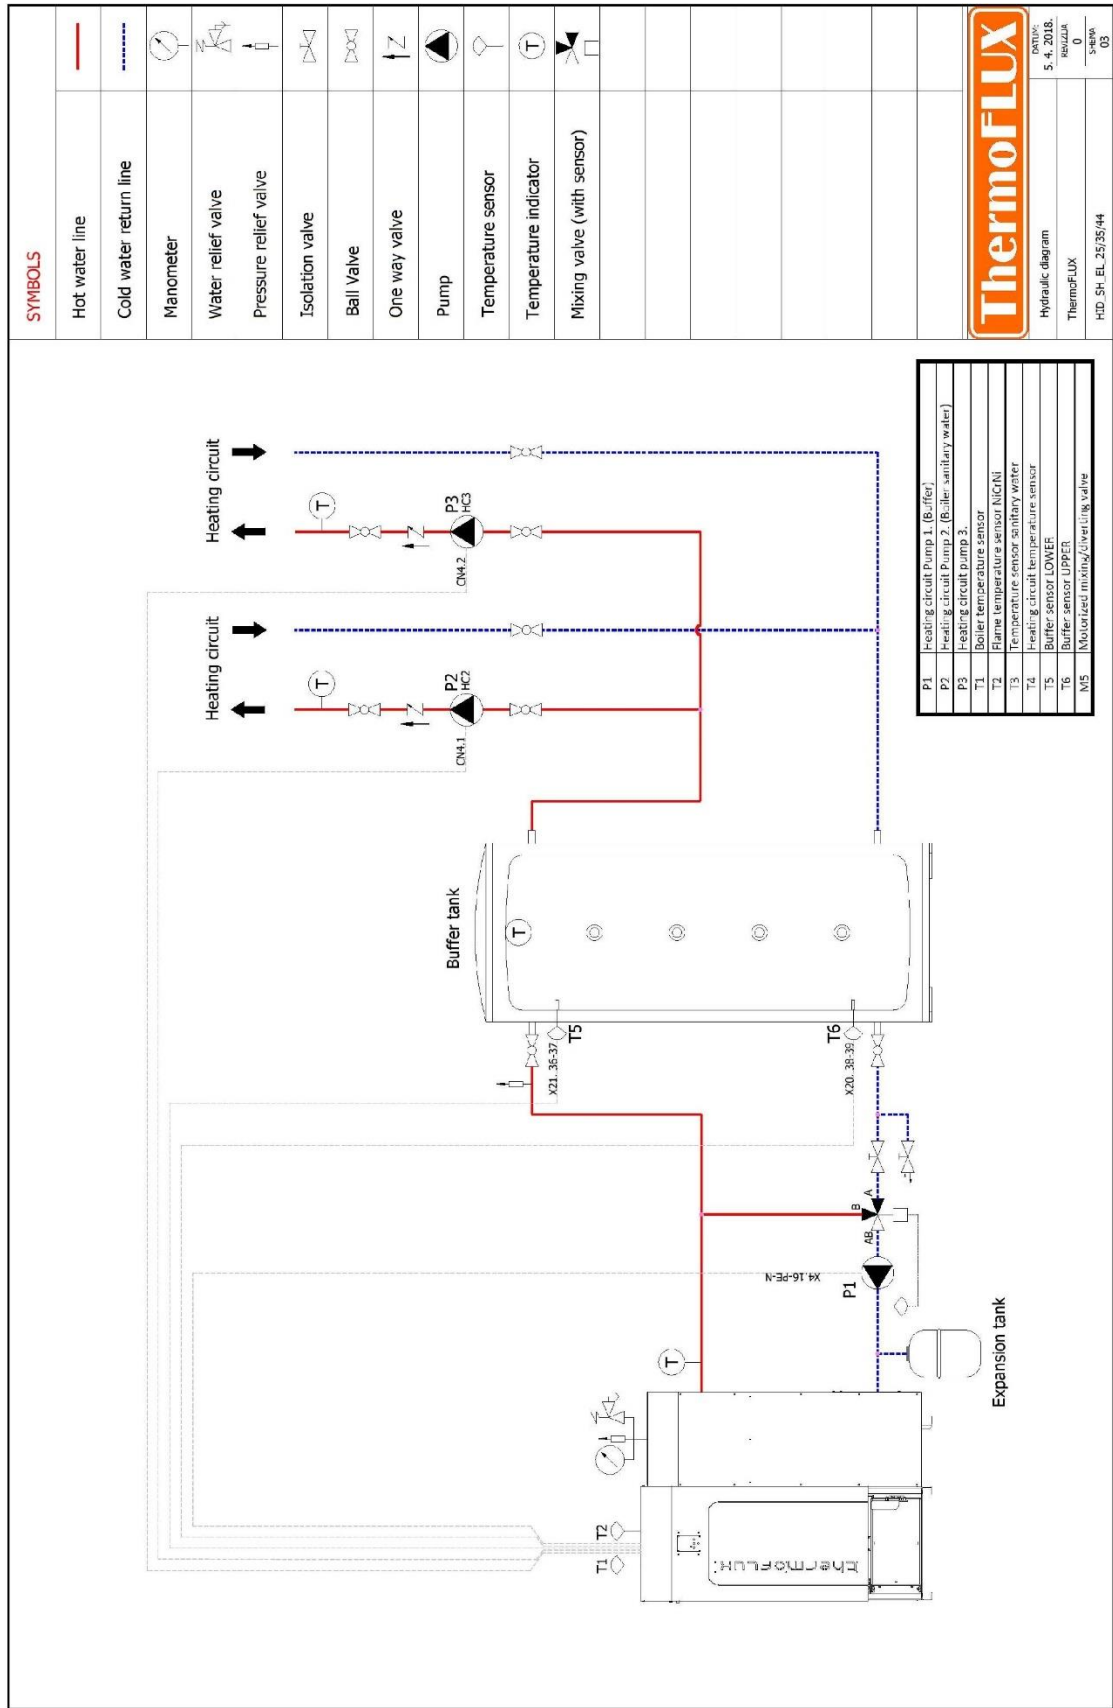 SYMBOLS
Hot water line
Cold water return line
Manometer
Water relief valve
Pressure relief valve
Isolation valve
Ball Valve
One way valve
Pump
Temperature sensor
T
Temperature indicator
Mixing valve (with sensor)
ThermoFLUX
Hydraulic diagram
ThermoFLUX
HID_SH_EL_25/35/44
DATUM:
5. 4. 2018.
REVIZIJA
0
SHEMA
03
Heating circuit
Heating circuit
T
T
P2
HC2
CN4.1
P3
HC3
CN4.2
Buffer tank
T
T5
X21. 36-37
T6
X20. 38-39
A
B
AB
P1
X4.16-PE-N
T
T1
T2
thermoFLUX
Expansion tank
P1 Heating circuit Pump 1. (Buffer)
P2 Heating circuit Pump 2. (Boiler sanitary water)
P3 Heating circuit pump 3.
T1 Boiler temperature sensor
T2 Flame temperature sensor NiCrNi
T3 Temperature sensor sanitary water
T4 Heating circuit temperature sensor
T5 Buffer sensor LOWER
T6 Buffer sensor UPPER
M5 Motorized mixing/diverting valve